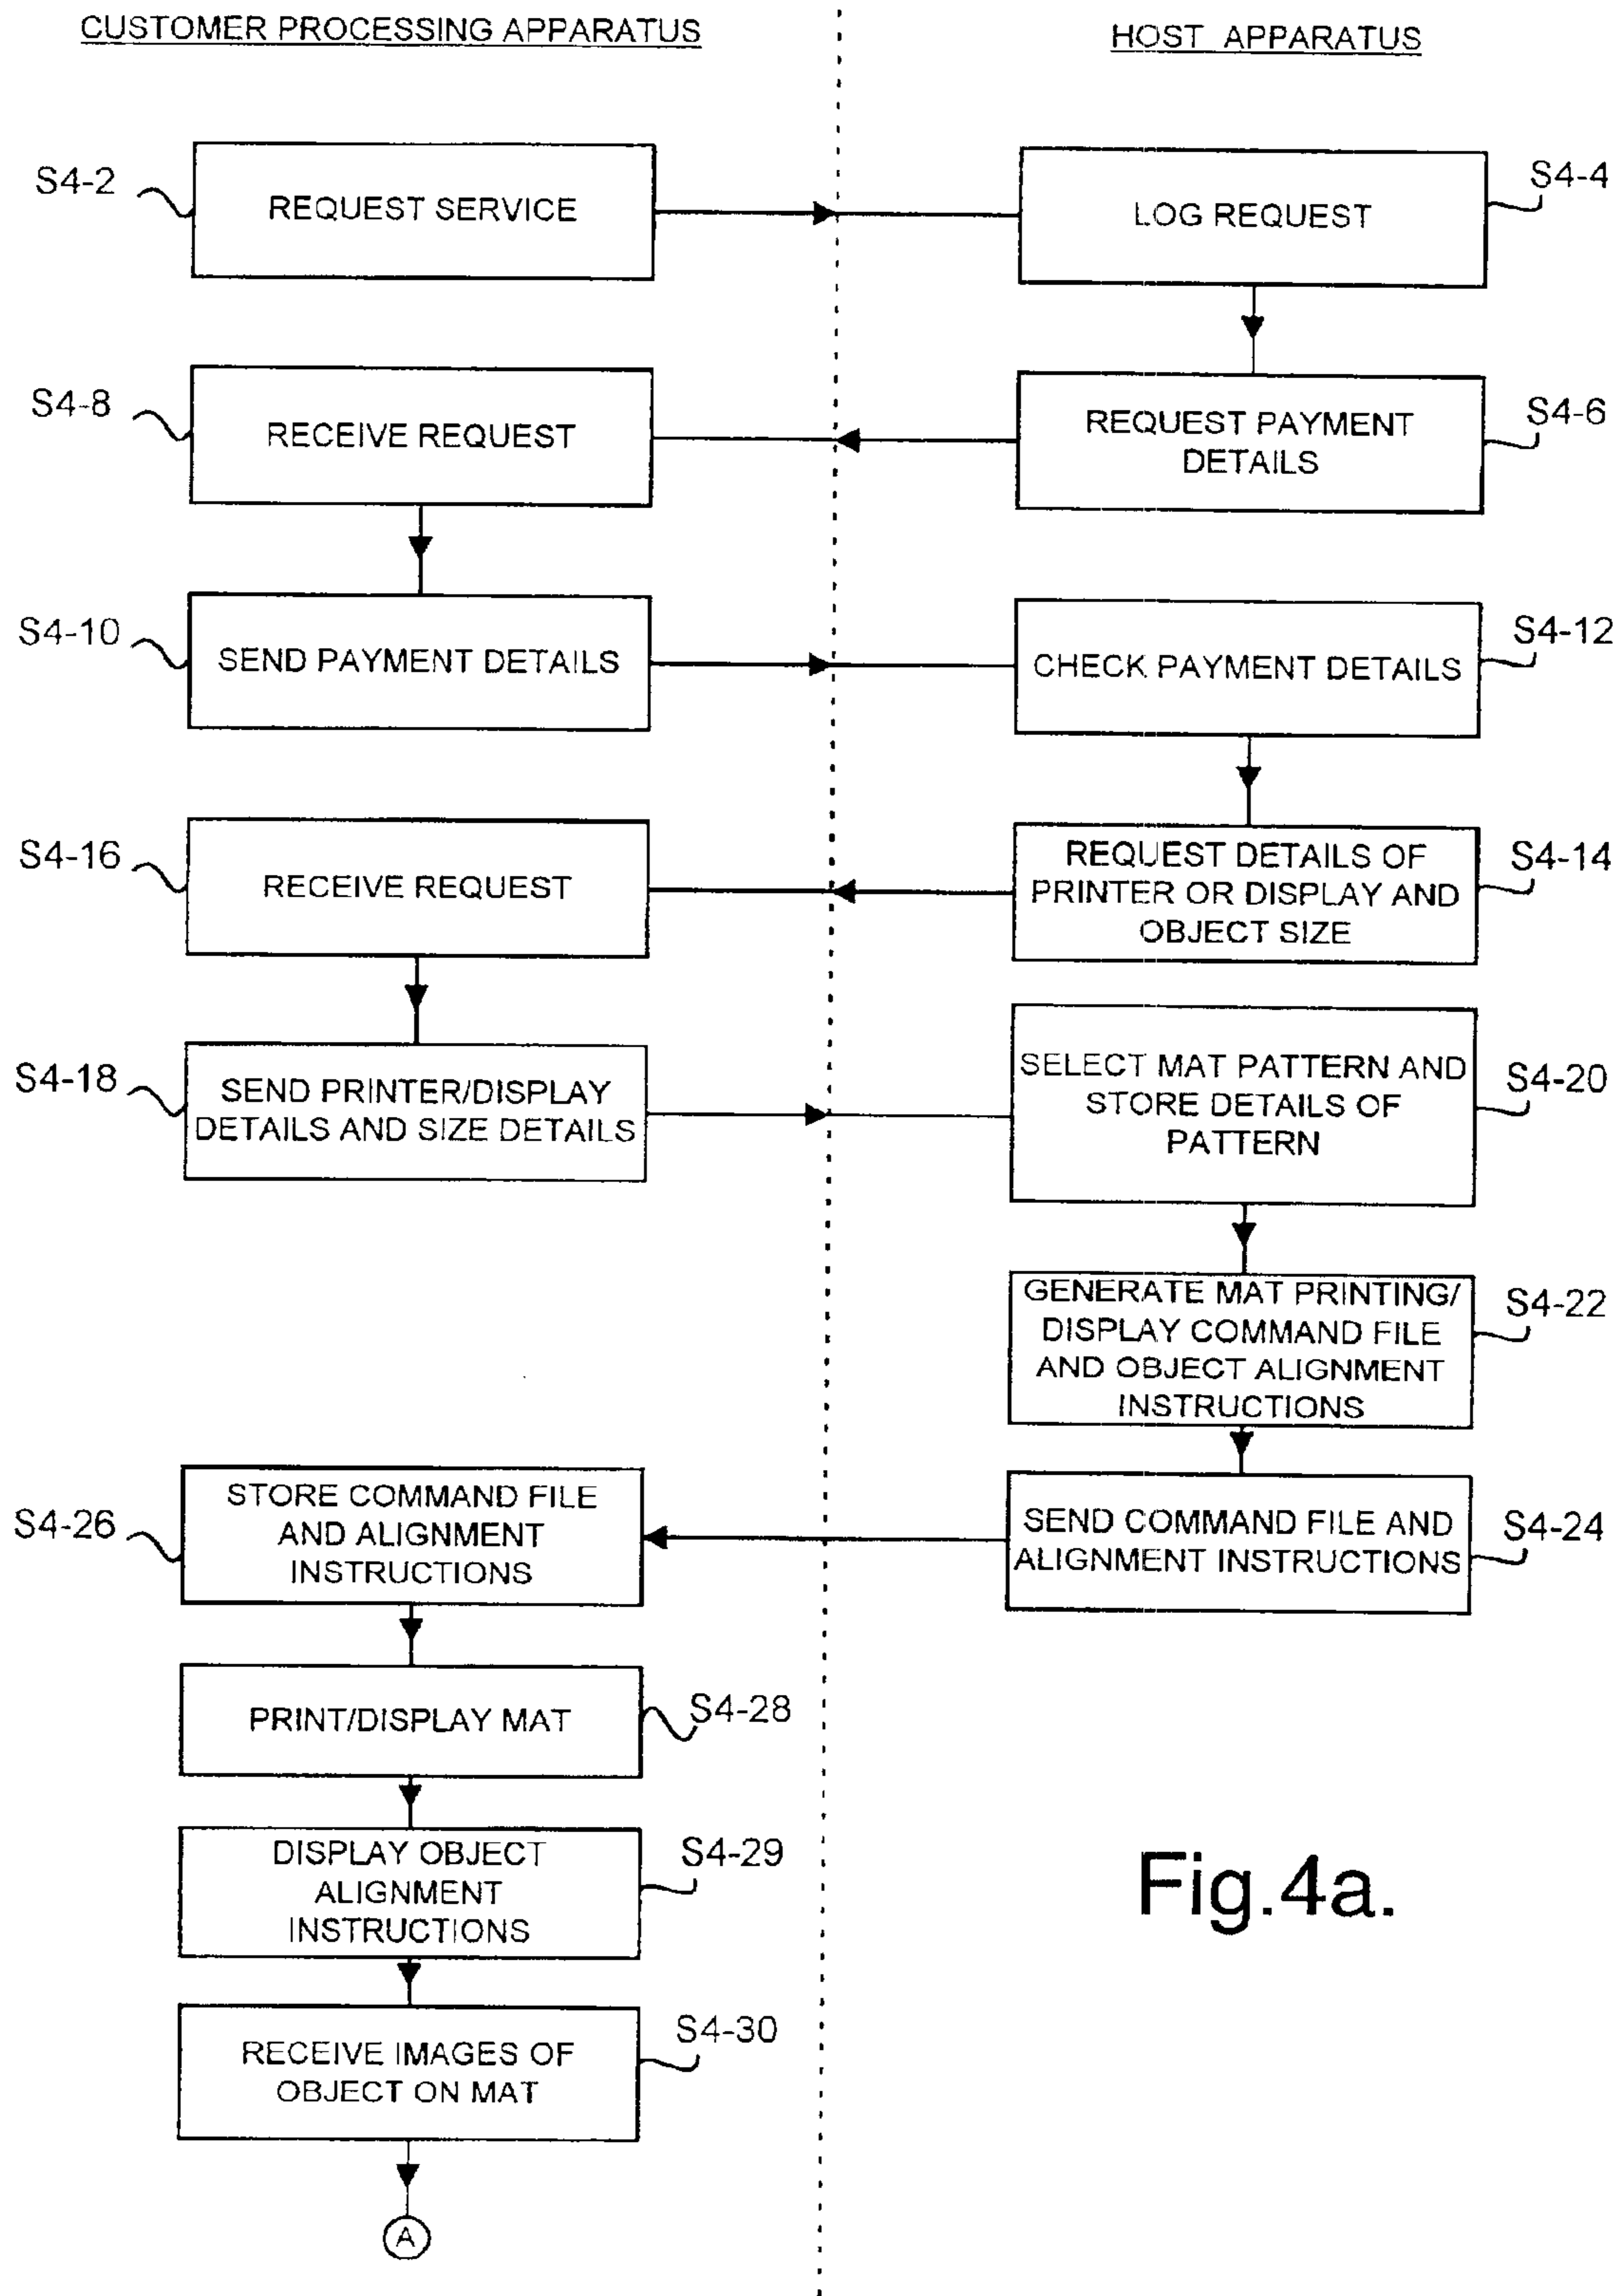 CUSTOMER PROCESSING APPARATUS
HOST APPARATUS
S4-2
REQUEST SERVICE
LOG REQUEST
S4-4
S4-8
RECEIVE REQUEST
REQUEST PAYMENT
DETAILS
S4-6
S4-10
SEND PAYMENT DETAILS
CHECK PAYMENT DETAILS
S4-12
S4-16
RECEIVE REQUEST
REQUEST DETAILS OF
PRINTER OR DISPLAY AND
OBJECT SIZE
S4-14
S4-18
SEND PRINTER/DISPLAY
DETAILS AND SIZE DETAILS
SELECT MAT PATTERN AND
STORE DETAILS OF
PATTERN
S4-20
GENERATE MAT PRINTING/
DISPLAY COMMAND FILE
AND OBJECT ALIGNMENT
INSTRUCTIONS
S4-22
S4-26
STORE COMMAND FILE
AND ALIGNMENT
INSTRUCTIONS
SEND COMMAND FILE AND
ALIGNMENT INSTRUCTIONS
S4-24
PRINT/DISPLAY MAT
S4-28
DISPLAY OBJECT
ALIGNMENT
INSTRUCTIONS
S4-29
RECEIVE IMAGES OF
OBJECT ON MAT
S4-30
A
Fig.4a.